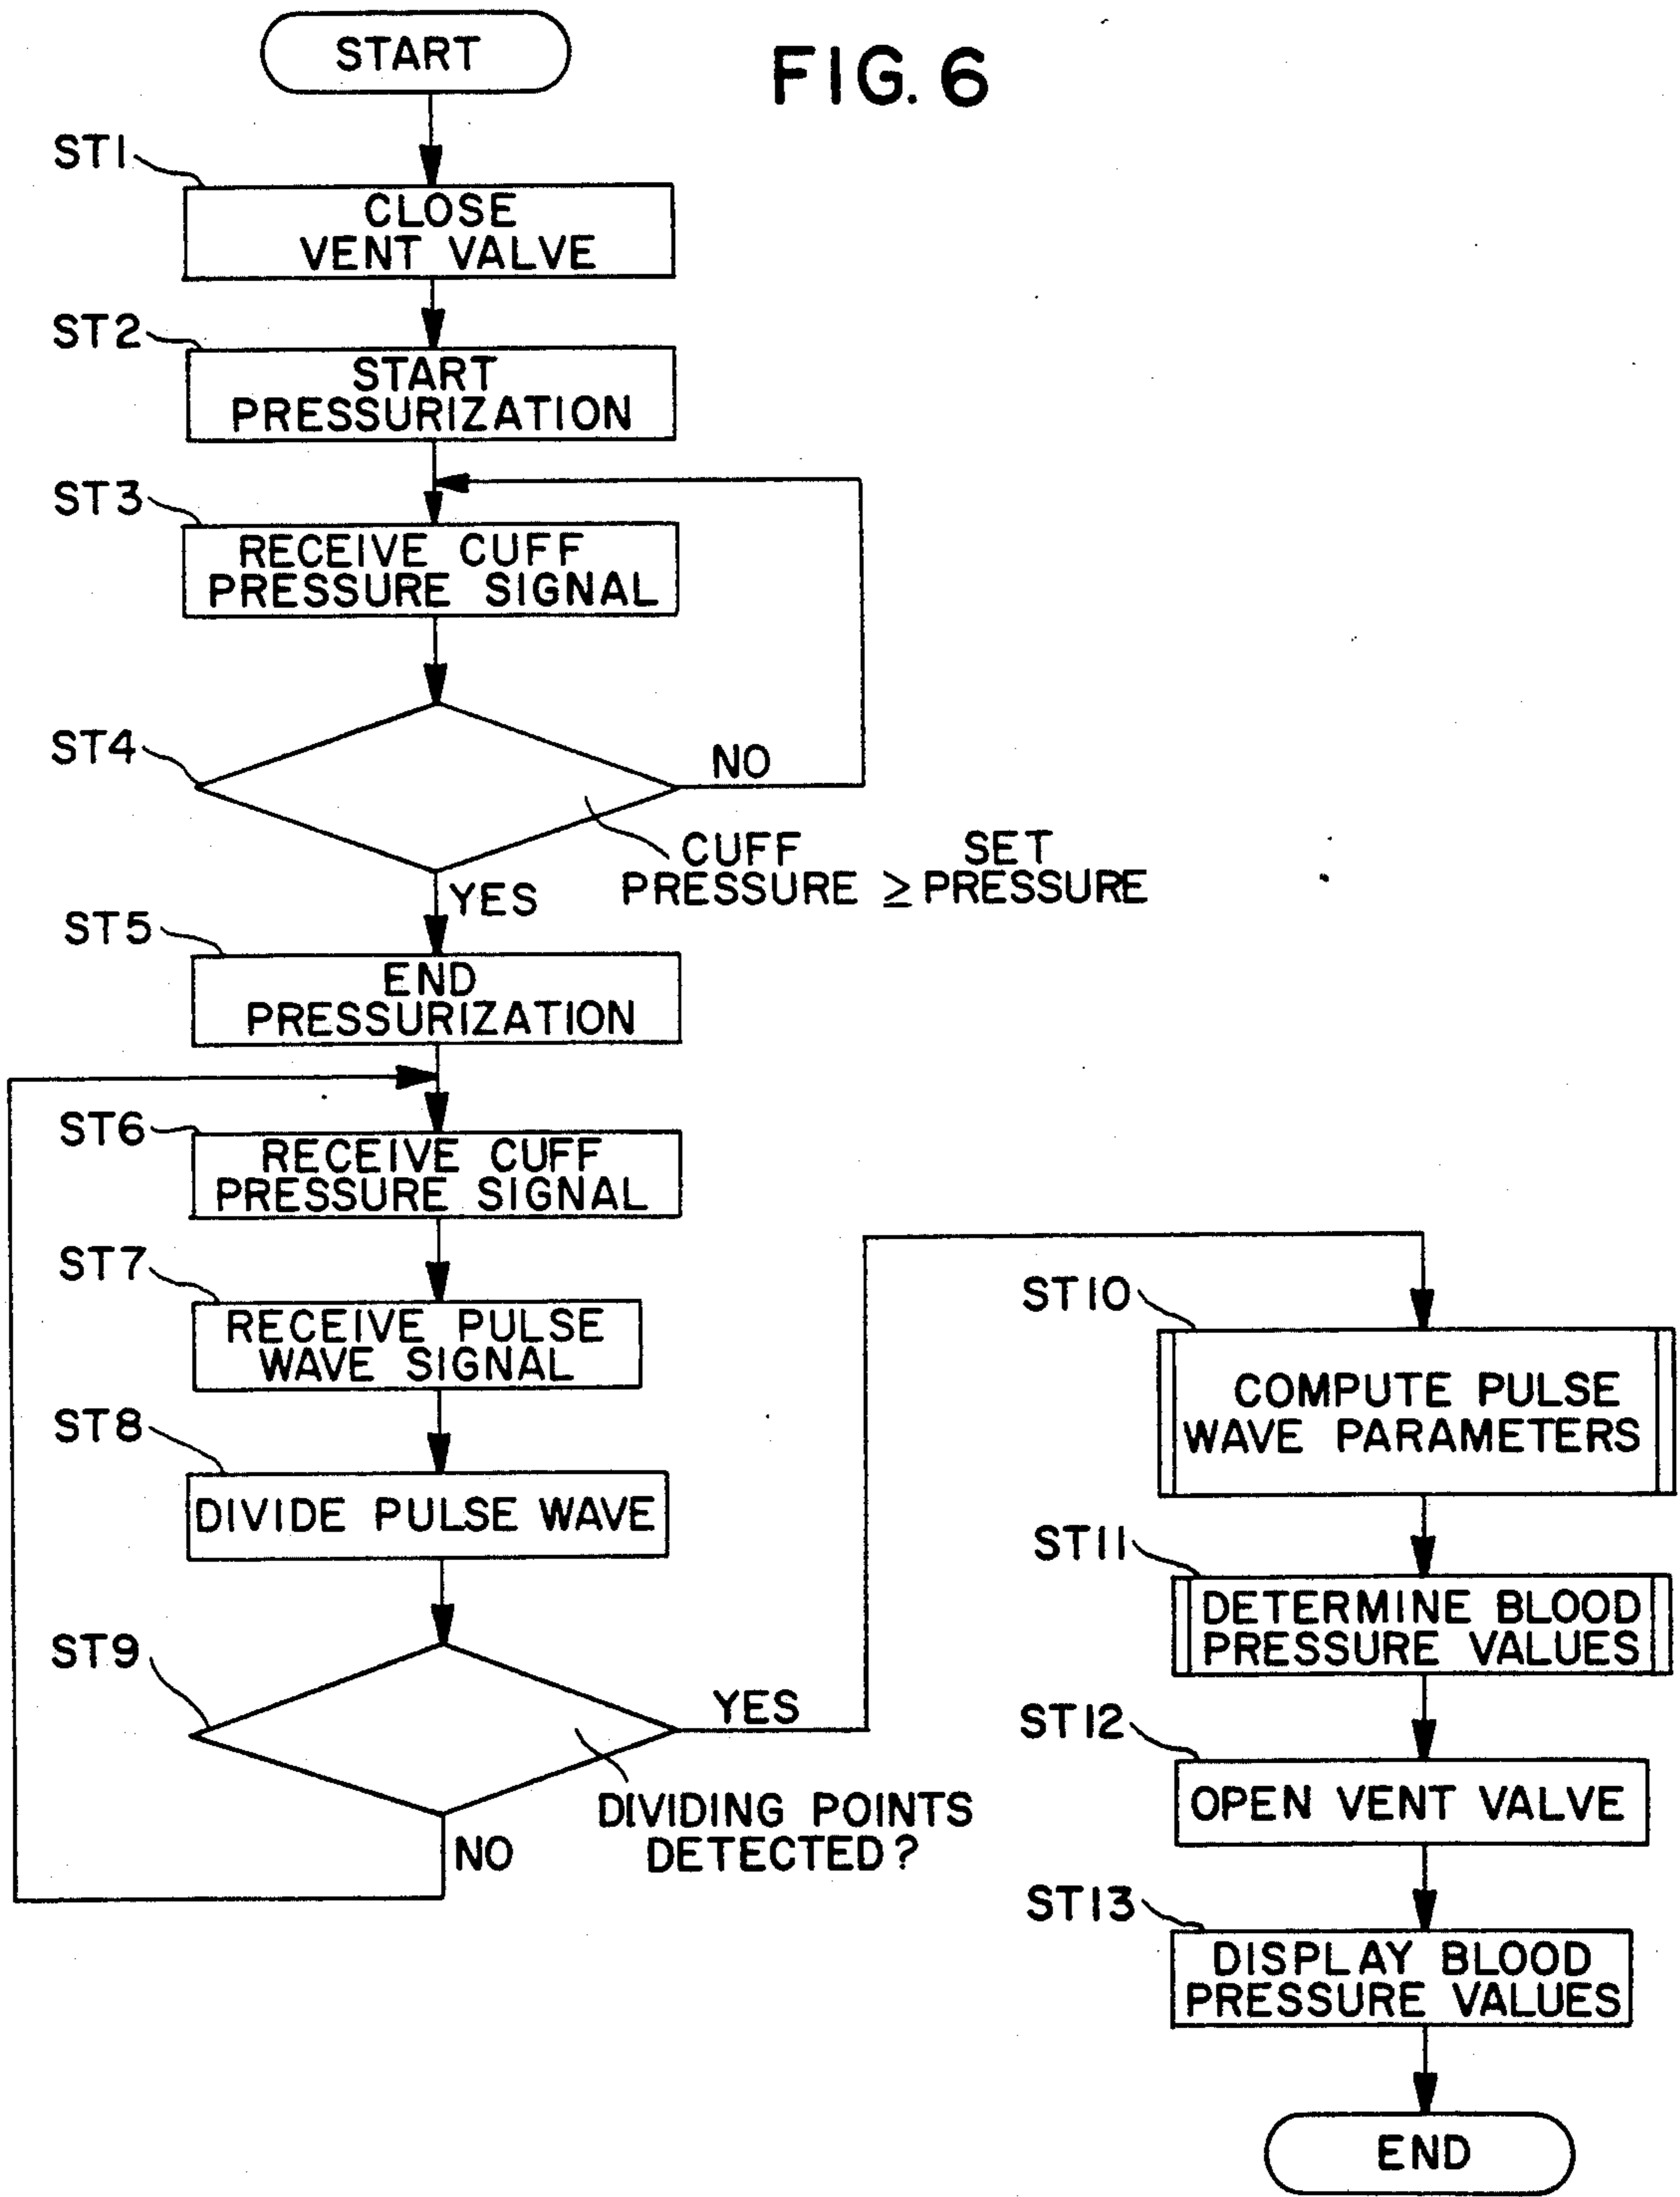 START
FIG. 6
ST1
CLOSE
VENT VALVE
ST2
START
PRESSURIZATION
ST3
RECEIVE CUFF
PRESSURE SIGNAL
ST4
NO
CUFF SET
PRESSURE ≥ PRESSURE
YES
ST5
END
PRESSURIZATION
ST6
RECEIVE CUFF
PRESSURE SIGNAL
ST7
RECEIVE PULSE
WAVE SIGNAL
ST8
DIVIDE PULSE WAVE
ST9
YES
DIVIDING POINTS
DETECTED?
NO
ST10
COMPUTE PULSE
WAVE PARAMETERS
ST11
DETERMINE BLOOD
PRESSURE VALUES
ST12
OPEN VENT VALVE
ST13
DISPLAY BLOOD
PRESSURE VALUES
END